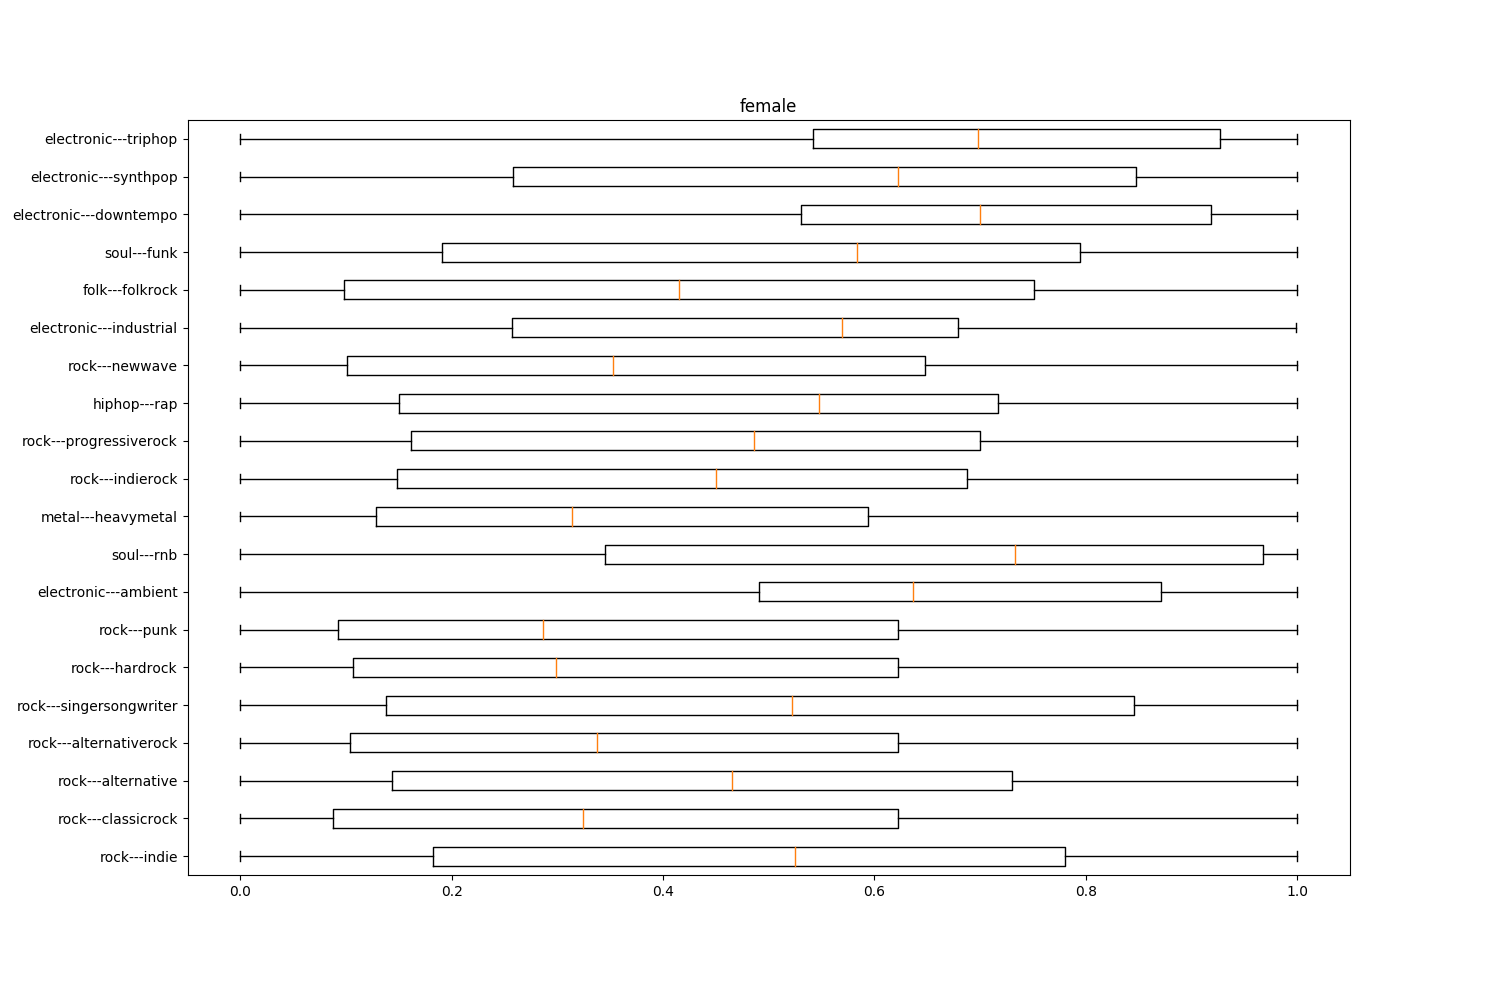 female
electronic---triphop
electronic---synthpop
electronic---downtempo
soul---funk
folk---folkrock
electronic---industrial
rock---newwave
hiphop---rap
rock---progressiverock
rock---indierock
metal---heavymetal
soul---rnb
electronic---ambient
rock---punk
rock---hardrock
rock---singersongwriter
rock---alternativerock
rock---alternative
rock---classicrock
rock---indie
0.0 0.2 0.4 0.6 0.8 1.0